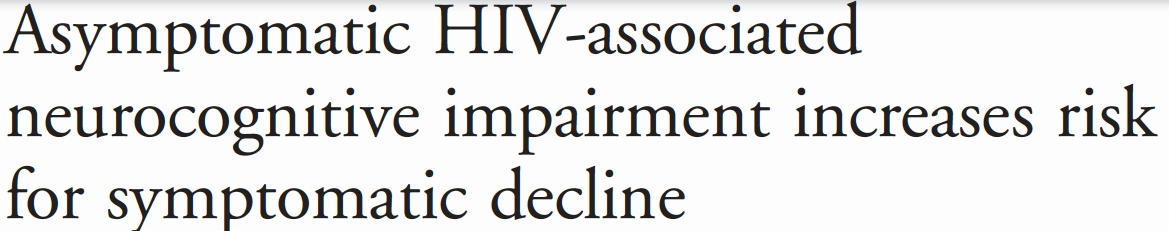 Asymptomatic HIV-associated
neurocognitive impairment increases risk
for symptomatic decline